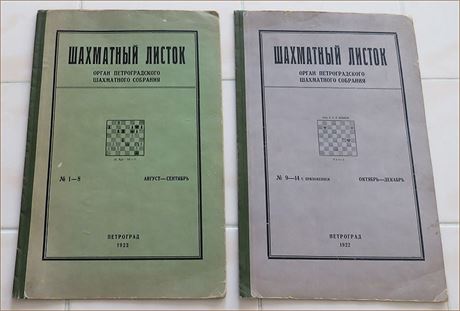 ШАХМАТНЫЙ ЛИСТОК
ОРГАН ПЕТРОГРАДСКОГО
ШАХМАТНОГО СОБРАНИЯ
№ 1—8 АВГУСТ—СЕНТЯБРЬ
ПЕТРОГРАД
1922
ШАХМАТНЫЙ ЛИСТОК
ОРГАН ПЕТРОГРАДСКОГО
ШАХМАТНОГО СОБРАНИЯ
№ 9—14 ОКТЯБРЬ—ДЕКАБРЬ
ПЕТРОГРАД
1922